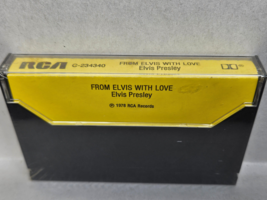 RCA C-234340 FROM ELVIS WITH LOVE
Elvis Presley
FROM ELVIS WITH LOVE
Elvis Presley
℗ 1978 RCA Records